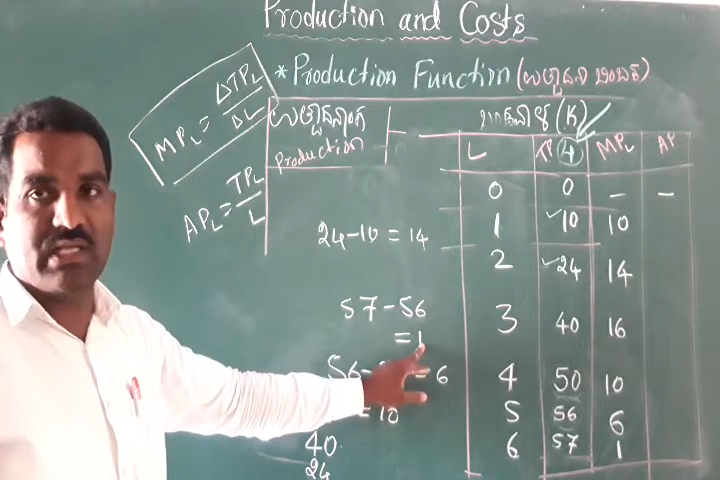 Production and Costs
* Production Function
MPL = ΔTPL / ΔL
APL = TPL / L
(K)
Production
L TP 4 MPL AP
0 0 – –
24-10 = 14 1 ✓10 10
2 ✓24 14
57-56 3 40 16
= 1
56- = 6 4 50 10
= 10 5 56 6
40 6 57 1
24